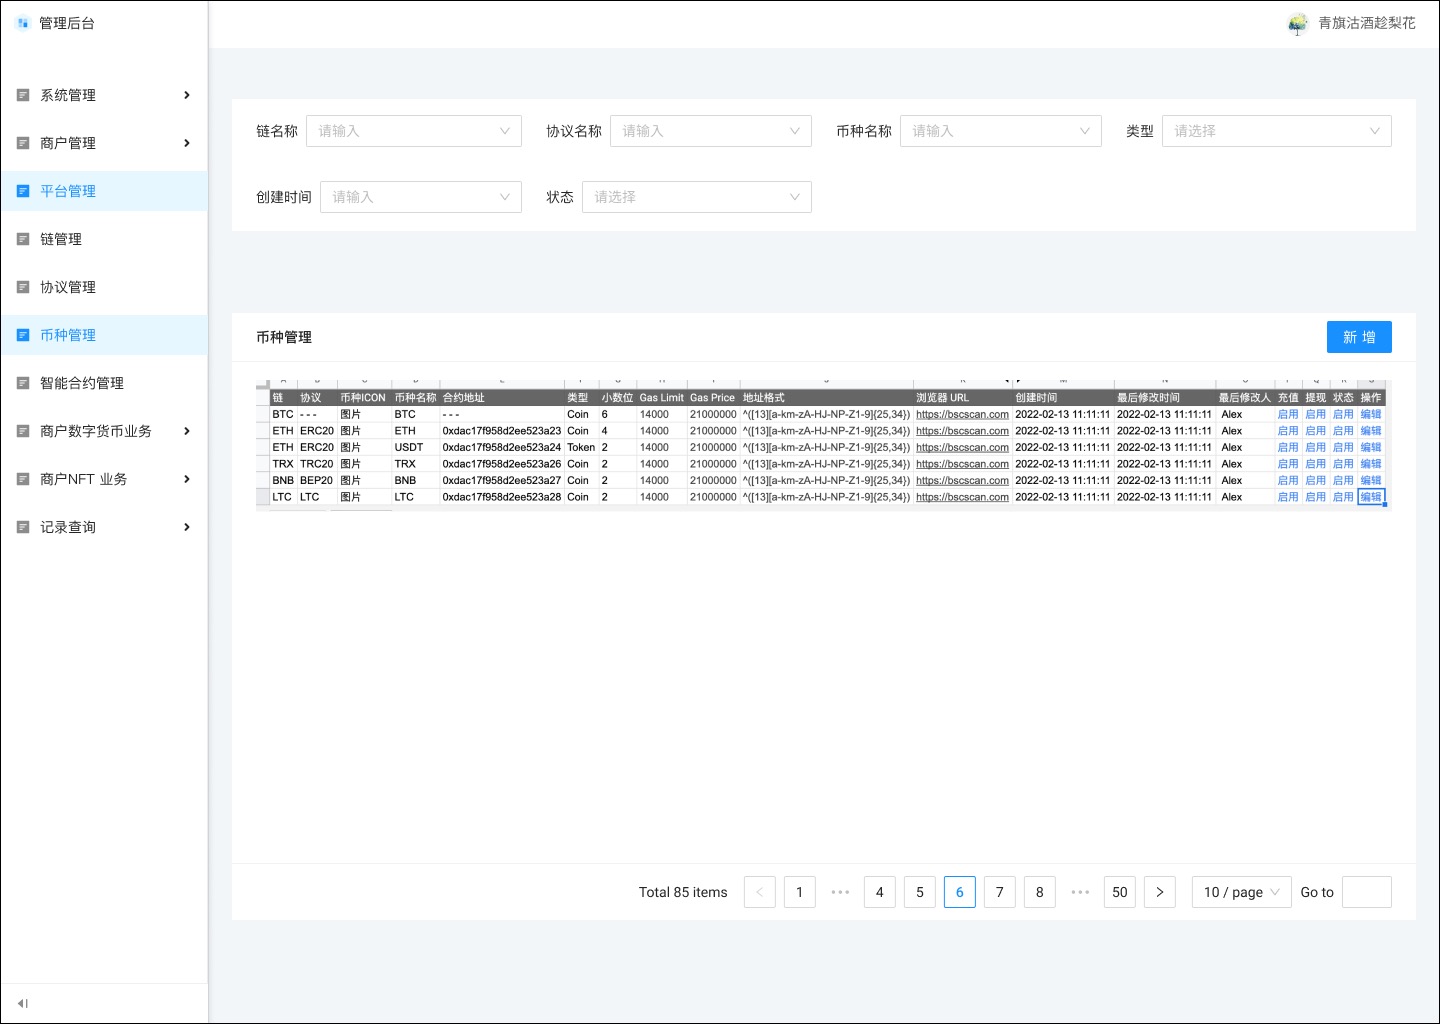 管理后台
青旗沽酒趁梨花
系统管理
商户管理
平台管理
链管理
协议管理
币种管理
智能合约管理
商户数字货币业务
商户NFT 业务
记录查询
链名称 请输入 协议名称 请输入 币种名称 请输入 类型 请选择
创建时间 请输入 状态 请选择
币种管理 新 增
链 协议 币种ICON 币种名称 合约地址 类型 小数位 Gas Limit Gas Price 地址格式 浏览器 URL 创建时间 最后修改时间 最后修改人 充值 提现 状态 操作
BTC - - - 图片 BTC - - - Coin 6 14000 21000000 ^([13][a-km-zA-HJ-NP-Z1-9]{25,34}) https://bscscan.com 2022-02-13 11:11:11 2022-02-13 11:11:11 Alex 启用 启用 启用 编辑
ETH ERC20 图片 ETH 0xdac17f958d2ee523a23 Coin 4 14000 21000000 ^([13][a-km-zA-HJ-NP-Z1-9]{25,34}) https://bscscan.com 2022-02-13 11:11:11 2022-02-13 11:11:11 Alex 启用 启用 启用 编辑
ETH ERC20 图片 USDT 0xdac17f958d2ee523a24 Token 2 14000 21000000 ^([13][a-km-zA-HJ-NP-Z1-9]{25,34}) https://bscscan.com 2022-02-13 11:11:11 2022-02-13 11:11:11 Alex 启用 启用 启用 编辑
TRX TRC20 图片 TRX 0xdac17f958d2ee523a26 Coin 2 14000 21000000 ^([13][a-km-zA-HJ-NP-Z1-9]{25,34}) https://bscscan.com 2022-02-13 11:11:11 2022-02-13 11:11:11 Alex 启用 启用 启用 编辑
BNB BEP20 图片 BNB 0xdac17f958d2ee523a27 Coin 2 14000 21000000 ^([13][a-km-zA-HJ-NP-Z1-9]{25,34}) https://bscscan.com 2022-02-13 11:11:11 2022-02-13 11:11:11 Alex 启用 启用 启用 编辑
LTC LTC 图片 LTC 0xdac17f958d2ee523a28 Coin 2 14000 21000000 ^([13][a-km-zA-HJ-NP-Z1-9]{25,34}) https://bscscan.com 2022-02-13 11:11:11 2022-02-13 11:11:11 Alex 启用 启用 启用 编辑
Total 85 items < 1 ••• 4 5 6 7 8 ••• 50 > 10 / page Go to